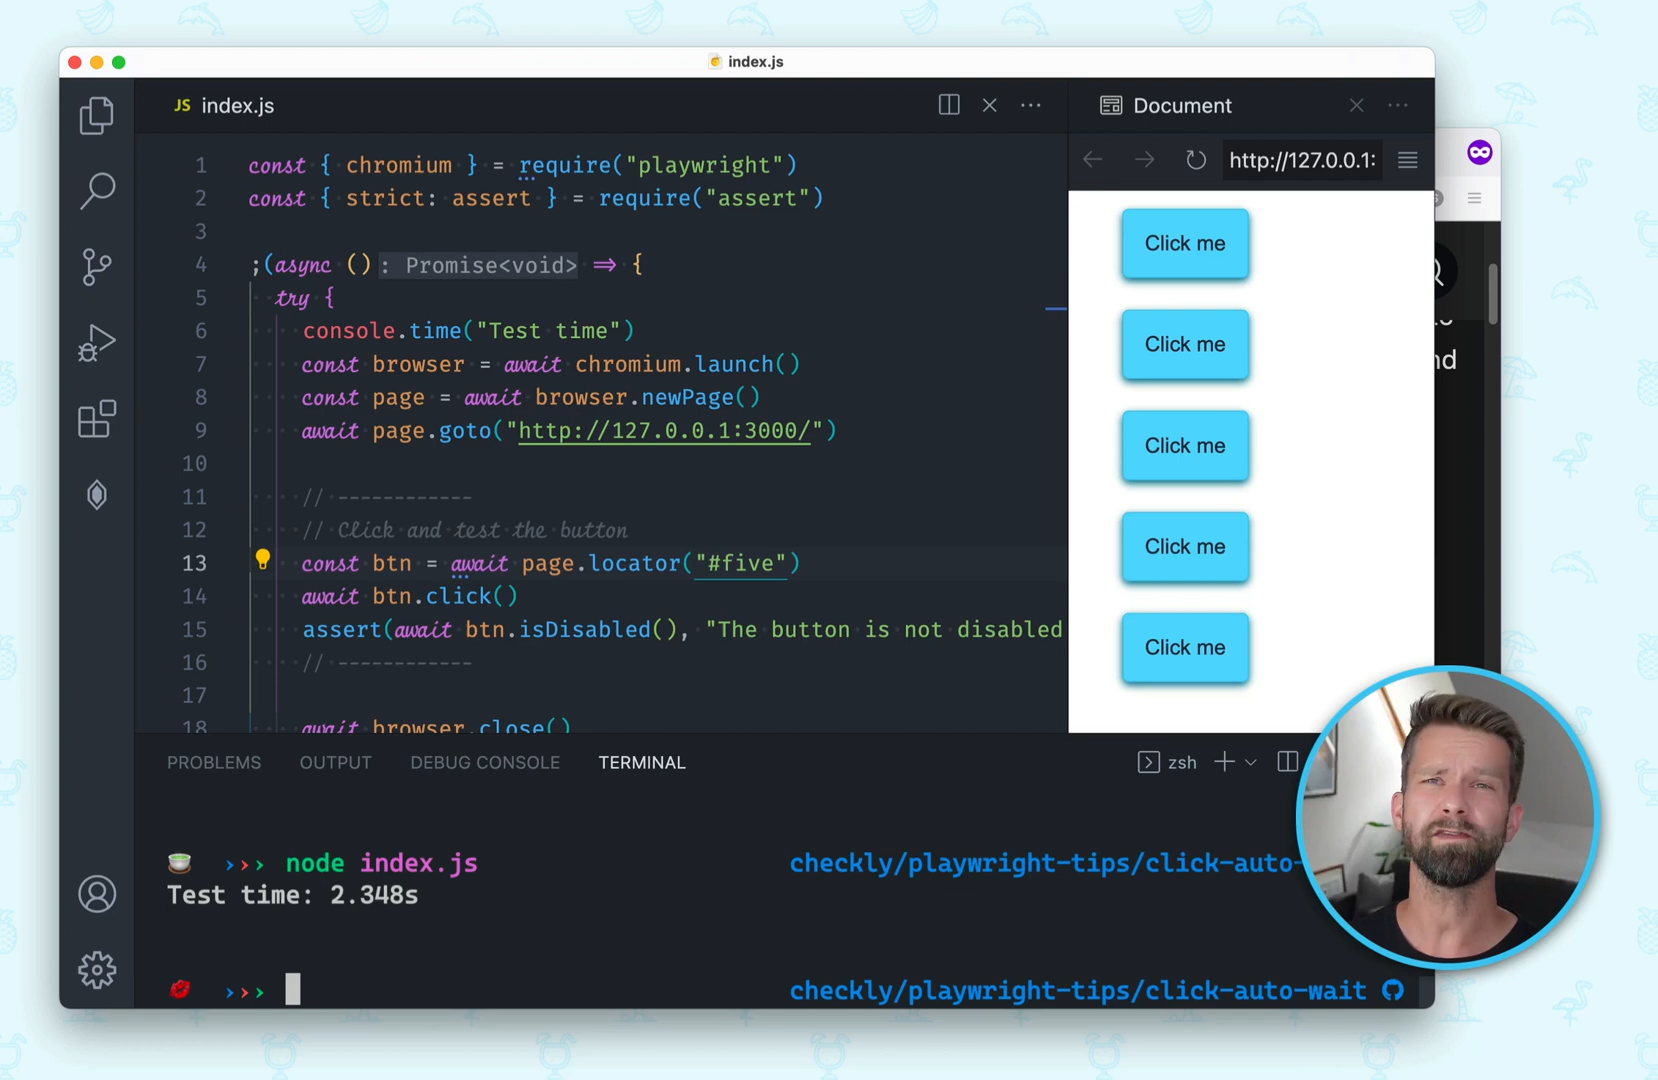 index.js
JS index.js
Document
http://127.0.0.1:
1 const { chromium } = require("playwright")
2 const { strict: assert } = require("assert")
3
4 ;(async (): Promise<void> => {
5 try {
6 console.time("Test time")
7 const browser = await chromium.launch()
8 const page = await browser.newPage()
9 await page.goto("http://127.0.0.1:3000/")
10
11 // ------------
12 // Click and test the button
13 const btn = await page.locator("#five")
14 await btn.click()
15 assert(await btn.isDisabled(), "The button is not disabled
16 // ------------
17
18 await browser.close()
Click me
Click me
Click me
Click me
Click me
nd
PROBLEMS OUTPUT DEBUG CONSOLE TERMINAL
zsh
››› node index.js checkly/playwright-tips/click-auto-
Test time: 2.348s
››› checkly/playwright-tips/click-auto-wait